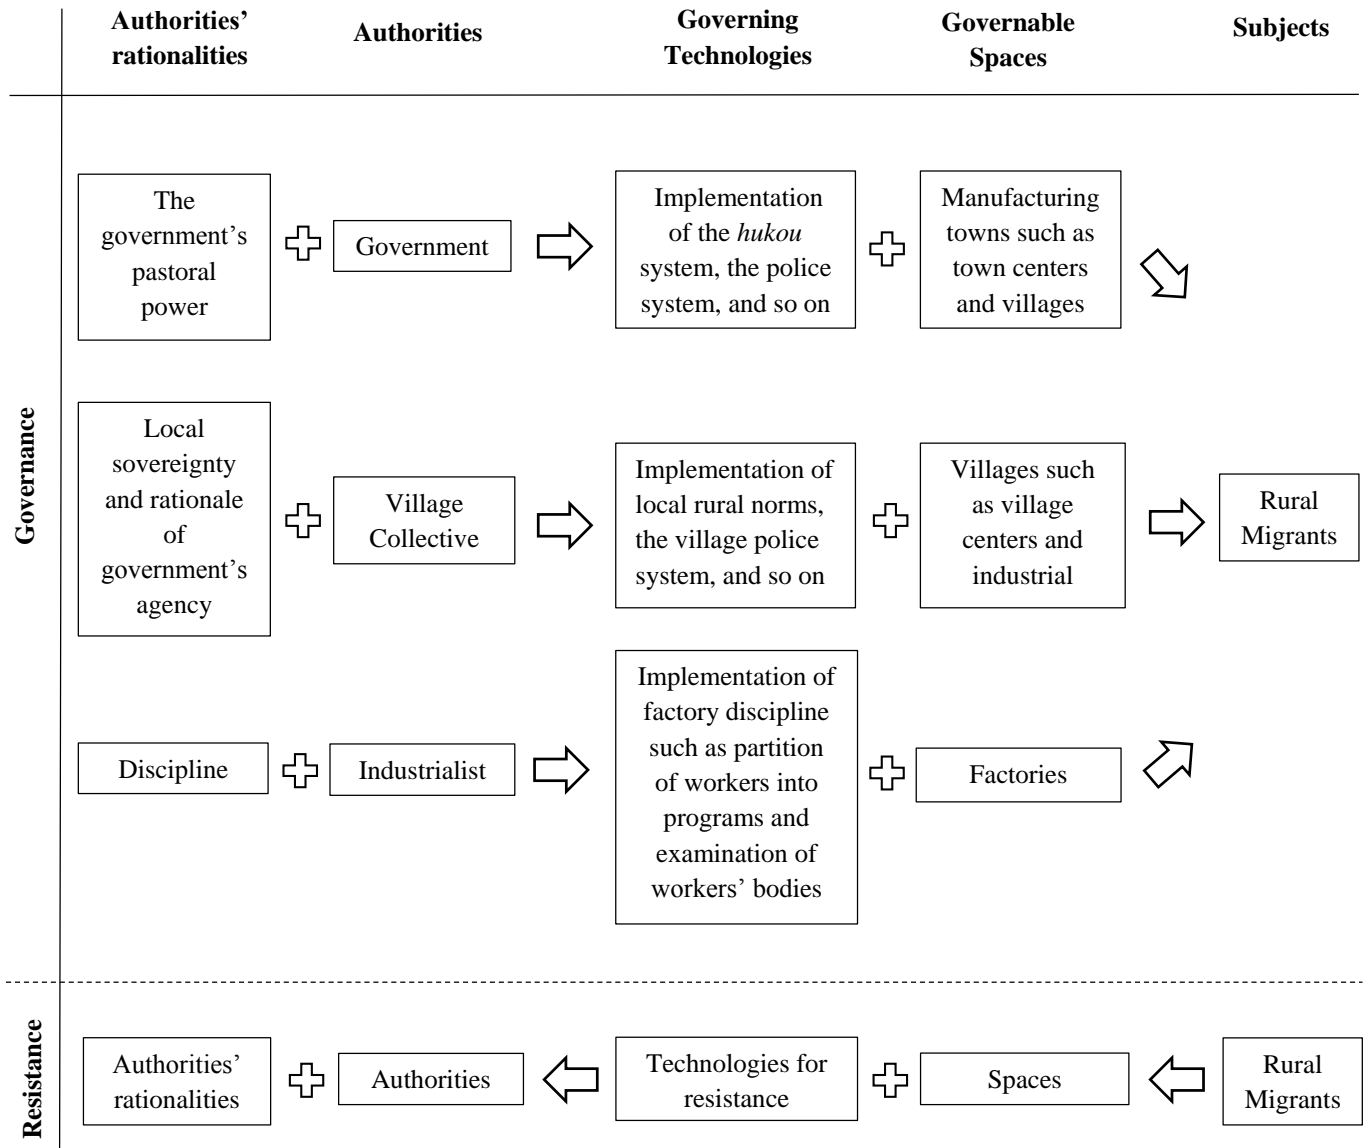 Authorities’
rationalities
Authorities
Governing
Technologies
Governable
Spaces
Subjects
Governance
The
government’s
pastoral
power
Government
Implementation
of the hukou
system, the police
system, and so on
Manufacturing
towns such as
town centers
and villages
Local
sovereignty
and rationale
of
government’s
agency
Village
Collective
Implementation of
local rural norms,
the village police
system, and so on
Villages such
as village
centers and
industrial
Rural
Migrants
Discipline
Industrialist
Implementation of
factory discipline
such as partition
of workers into
programs and
examination of
workers’ bodies
Factories
Resistance
Authorities’
rationalities
Authorities
Technologies for
resistance
Spaces
Rural
Migrants